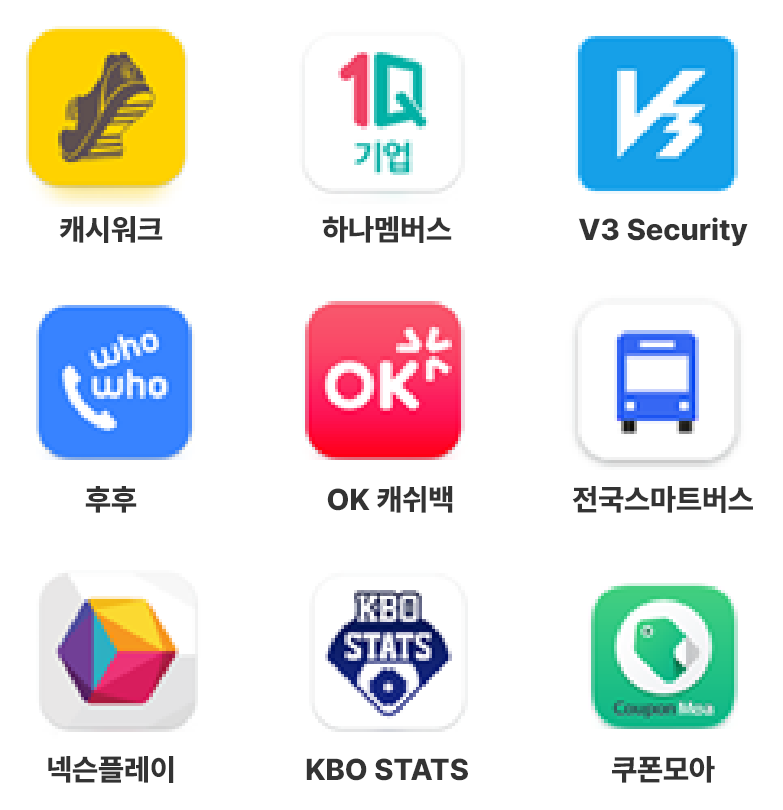 1Q
기업
V3
캐시워크
하나멤버스
V3 Security
who
who
OK
후후
OK 캐쉬백
전국스마트버스
KBO
STATS
CouponMoa
넥슨플레이
KBO STATS
쿠폰모아